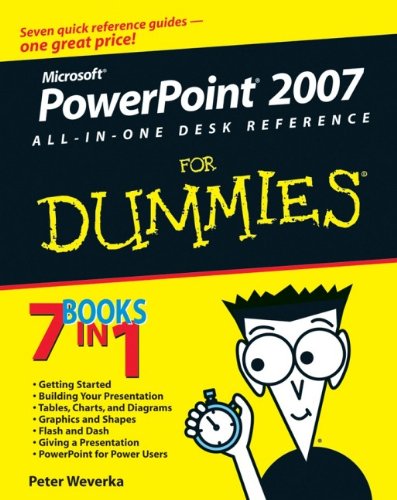 Seven quick reference guides —
one great price!
Microsoft®
PowerPoint® 2007
ALL-IN-ONE DESK REFERENCE
FOR
DUMMIES®
7 BOOKS IN 1
• Getting Started
• Building Your Presentation
• Tables, Charts, and Diagrams
• Graphics and Shapes
• Flash and Dash
• Giving a Presentation
• PowerPoint for Power Users
Peter Weverka